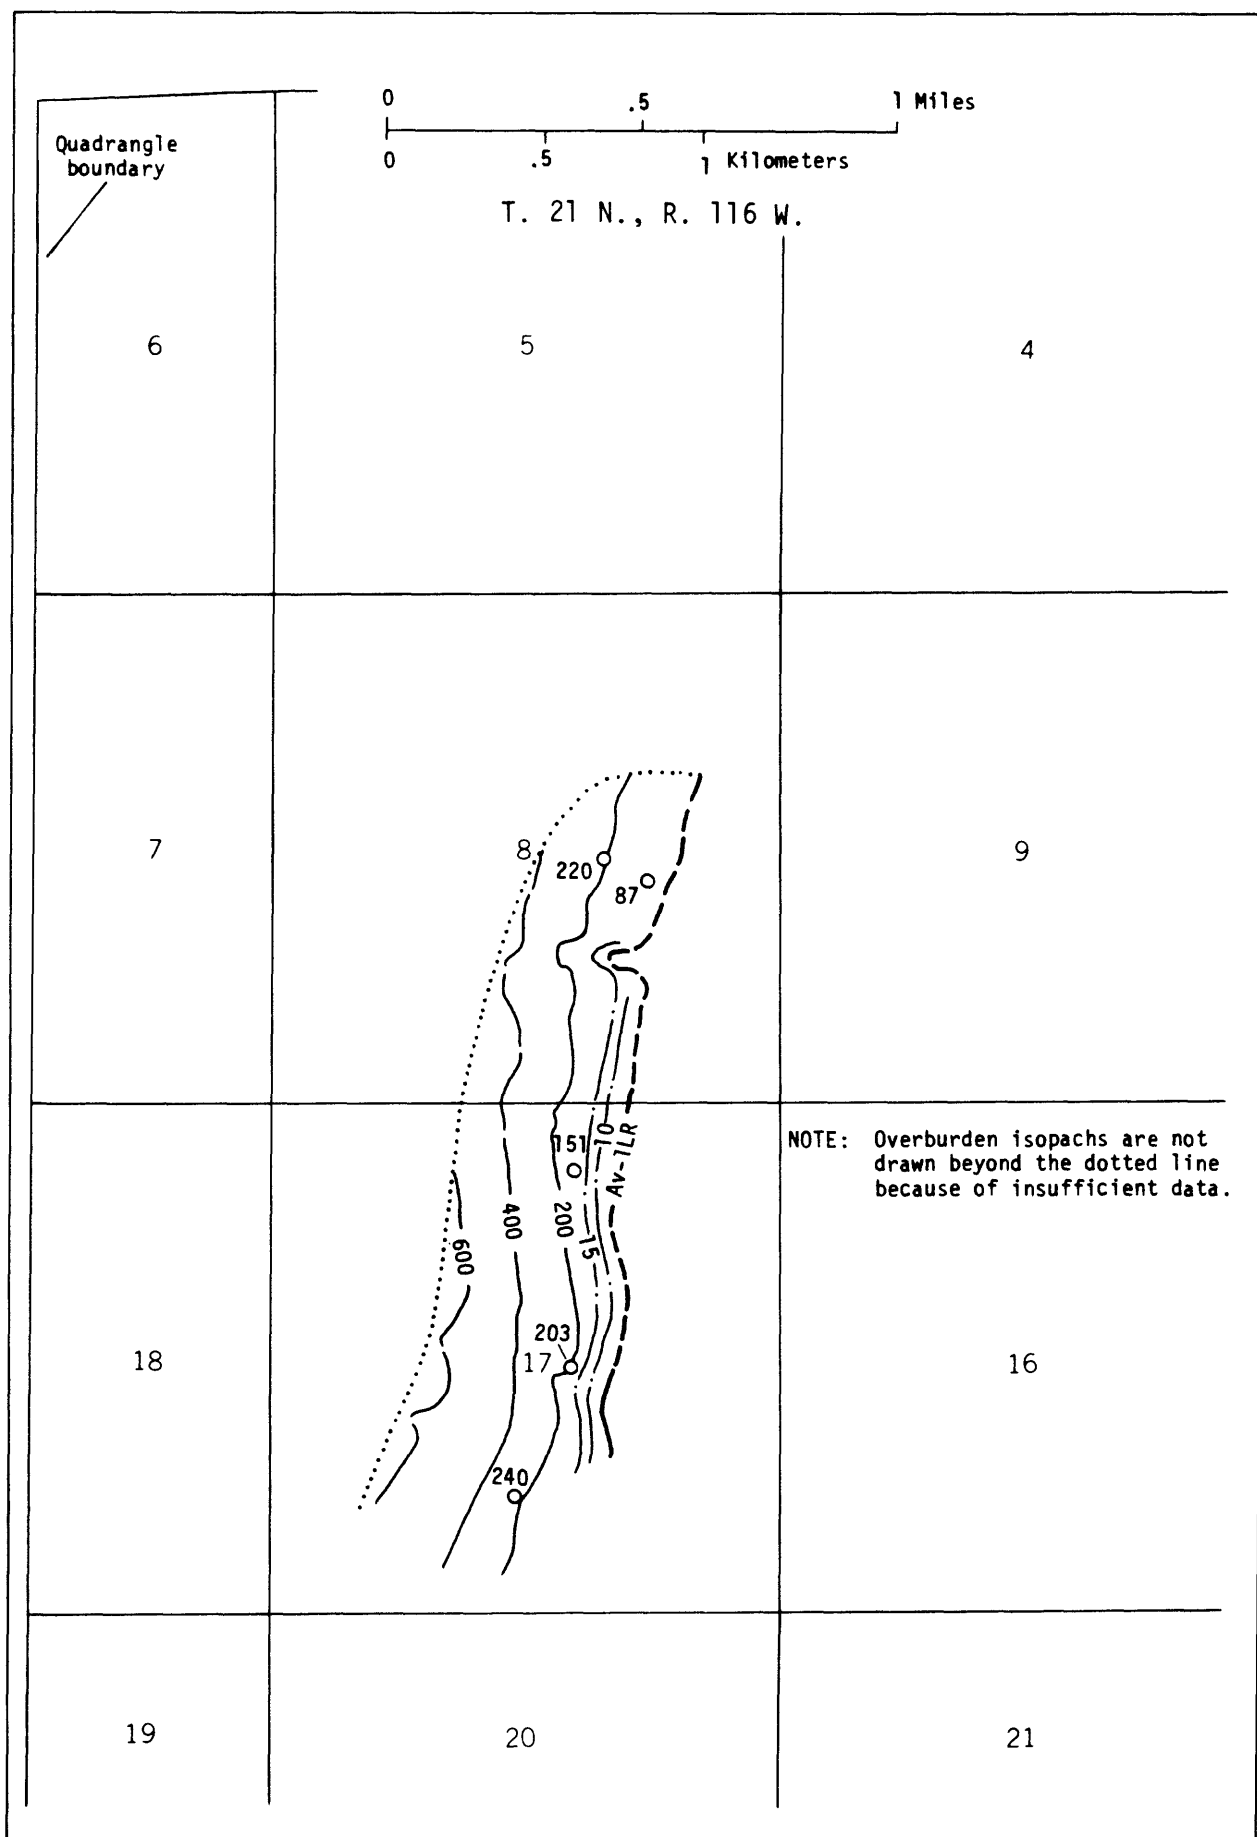 0 .5 1 Miles
0 .5 1 Kilometers
Quadrangle
boundary
T. 21 N., R. 116 W.
6 5 4
7 8 9
220
87
151
10
Av-1LR
NOTE: Overburden isopachs are not
drawn beyond the dotted line
because of insufficient data.
600
400
200
15
203
18 17 16
240
19 20 21